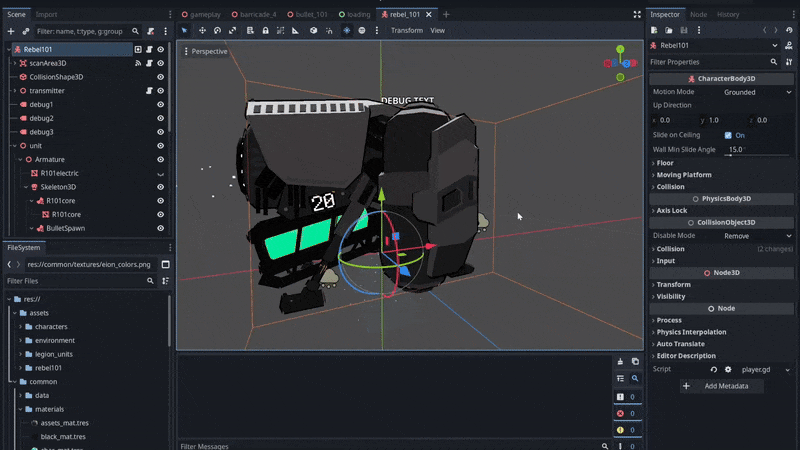 Scene
Import
gameplay
barricade_4
bullet_101
loading
rebel_101
Inspector
Node
History
Filter: name, t:type, g:group
Transform
View
Rebel101
scanArea3D
CollisionShape3D
transmitter
debug1
debug2
debug3
unit
Armature
R101electric
Skeleton3D
R101core
R101core
BulletSpawn
Perspective
DEBUG TEXT
20
FileSystem
res://common/textures/eion_colors.png
Filter Files
res://
assets
characters
environment
legion_units
rebel101
common
data
materials
assets_mat.tres
black_mat.tres
Filter Messages
0
0
0
0
Rebel101
Filter Properties
CharacterBody3D
Motion Mode
Grounded
Up Direction
x 0.0 y 1.0 z 0.0
Slide on Ceiling
On
Wall Min Slide Angle
15.0
Floor
Moving Platform
Collision
PhysicsBody3D
Axis Lock
CollisionObject3D
Disable Mode
Remove
Collision
(2 changes)
Input
Node3D
Transform
Visibility
Node
Process
Physics Interpolation
Auto Translate
Editor Description
Script
player.gd
Add Metadata